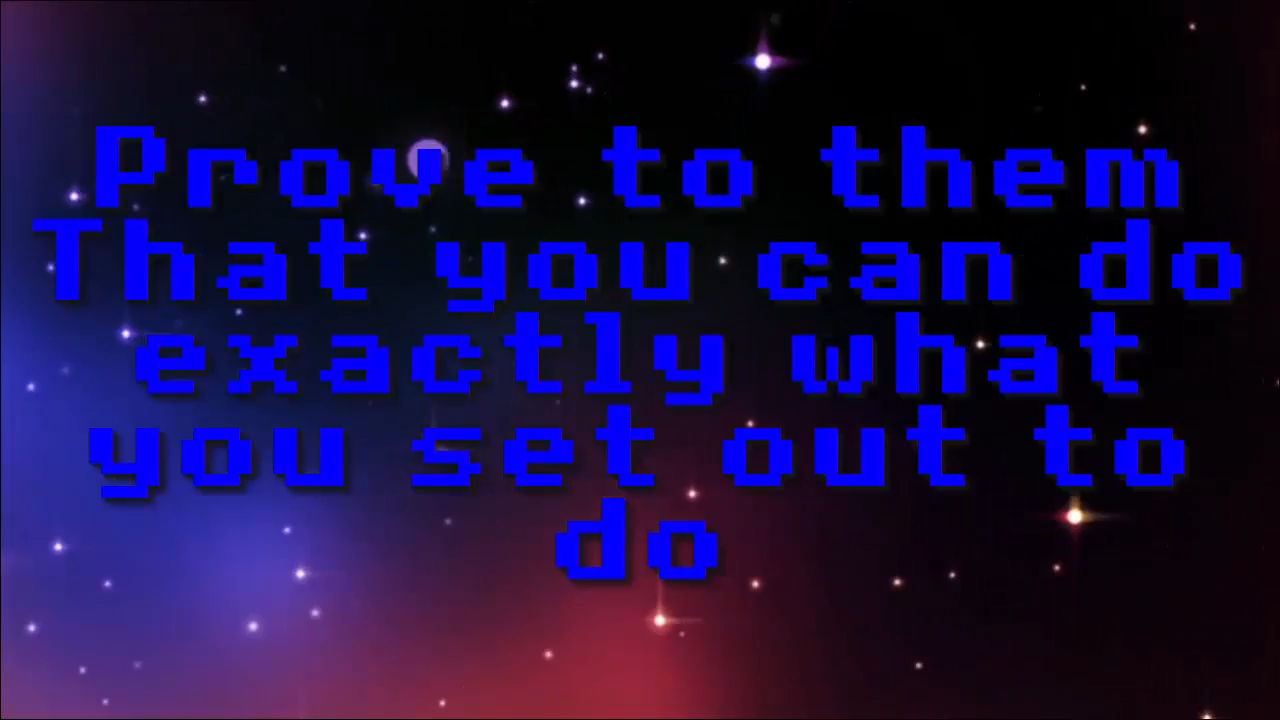 Prove to them
That you can do
exactly what
you set out to
do